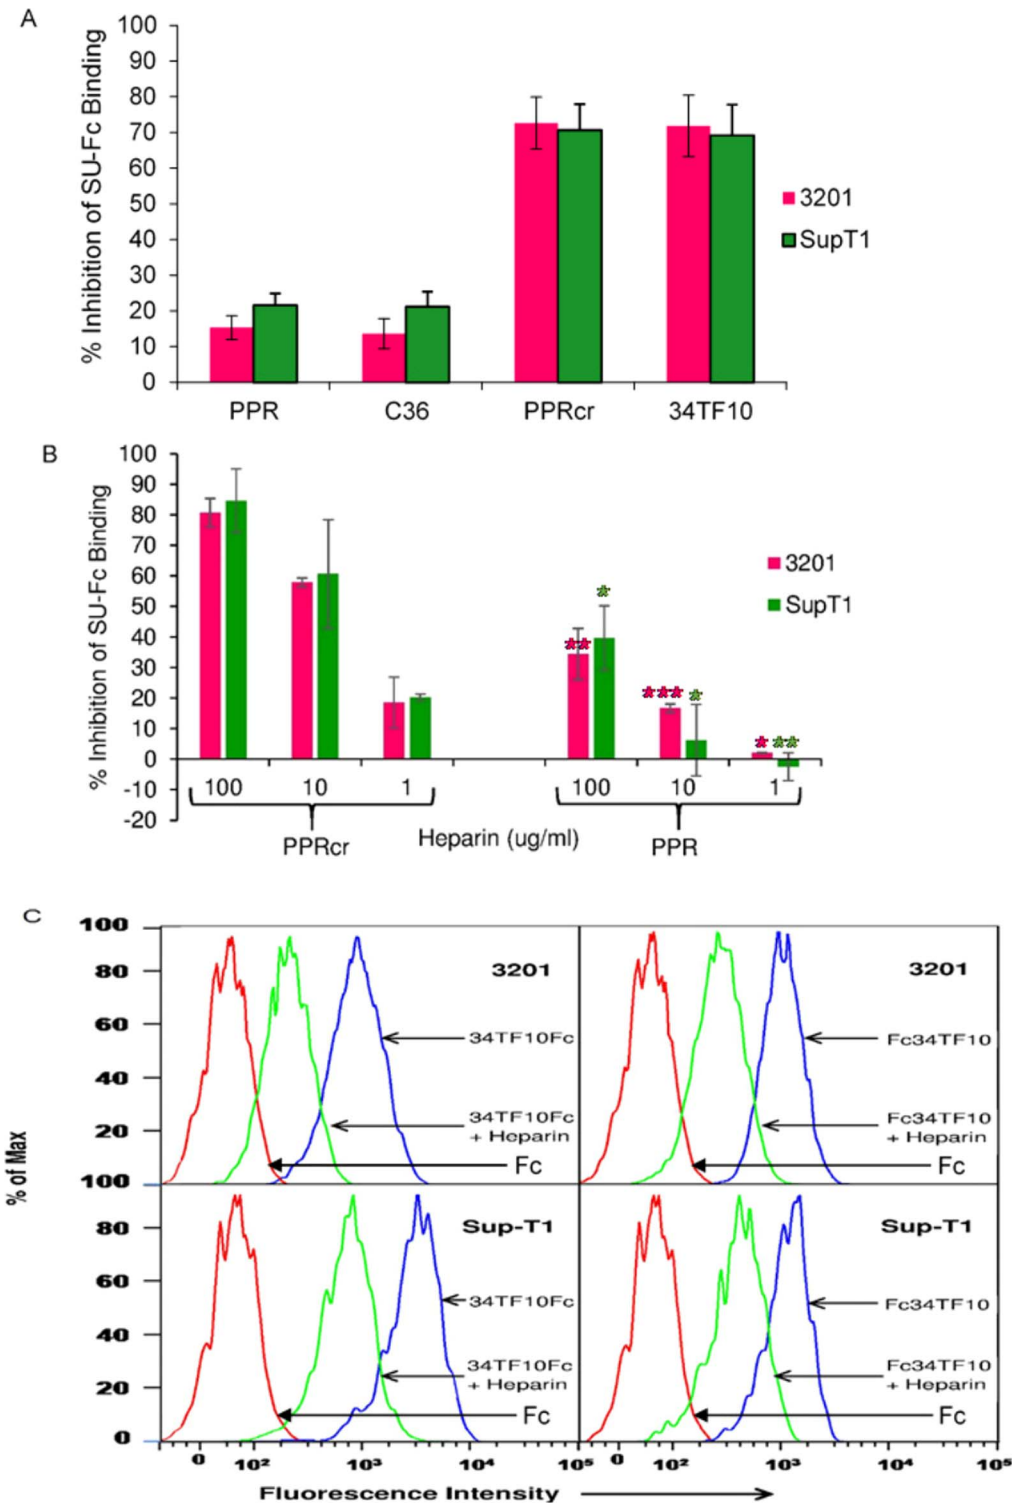 A
% Inhibition of SU-Fc Binding
100
90
80
70
60
50
40
30
20
10
0
PPR C36 PPRcr 34TF10
3201
SupT1
B
% Inhibition of SU-Fc Binding
100
90
80
70
60
50
40
30
20
10
0
-10
-20
** *
*** *
* **
3201
SupT1
100 10 1 100 10 1
PPRcr Heparin (ug/ml) PPR
C
% of Max
100
80
60
40
20
3201
34TF10Fc
34TF10Fc
+ Heparin
Fc
3201
Fc34TF10
Fc34TF10
+ Heparin
Fc
100
80
60
40
20
0
Sup-T1
34TF10Fc
34TF10Fc
+ Heparin
Fc
Sup-T1
Fc34TF10
Fc34TF10
+ Heparin
Fc
0 10² 10³ 10⁴ 10⁵ 0 10² 10³ 10⁴ 10⁵
Fluorescence Intensity